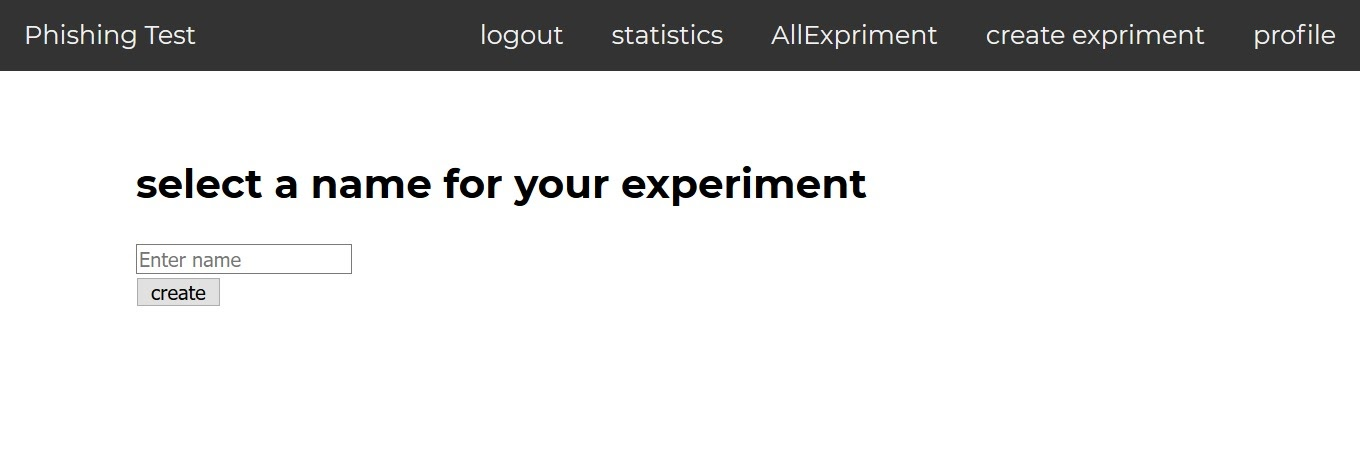 Phishing Test logout statistics AllExpriment create expriment profile
select a name for your experiment
Enter name
create